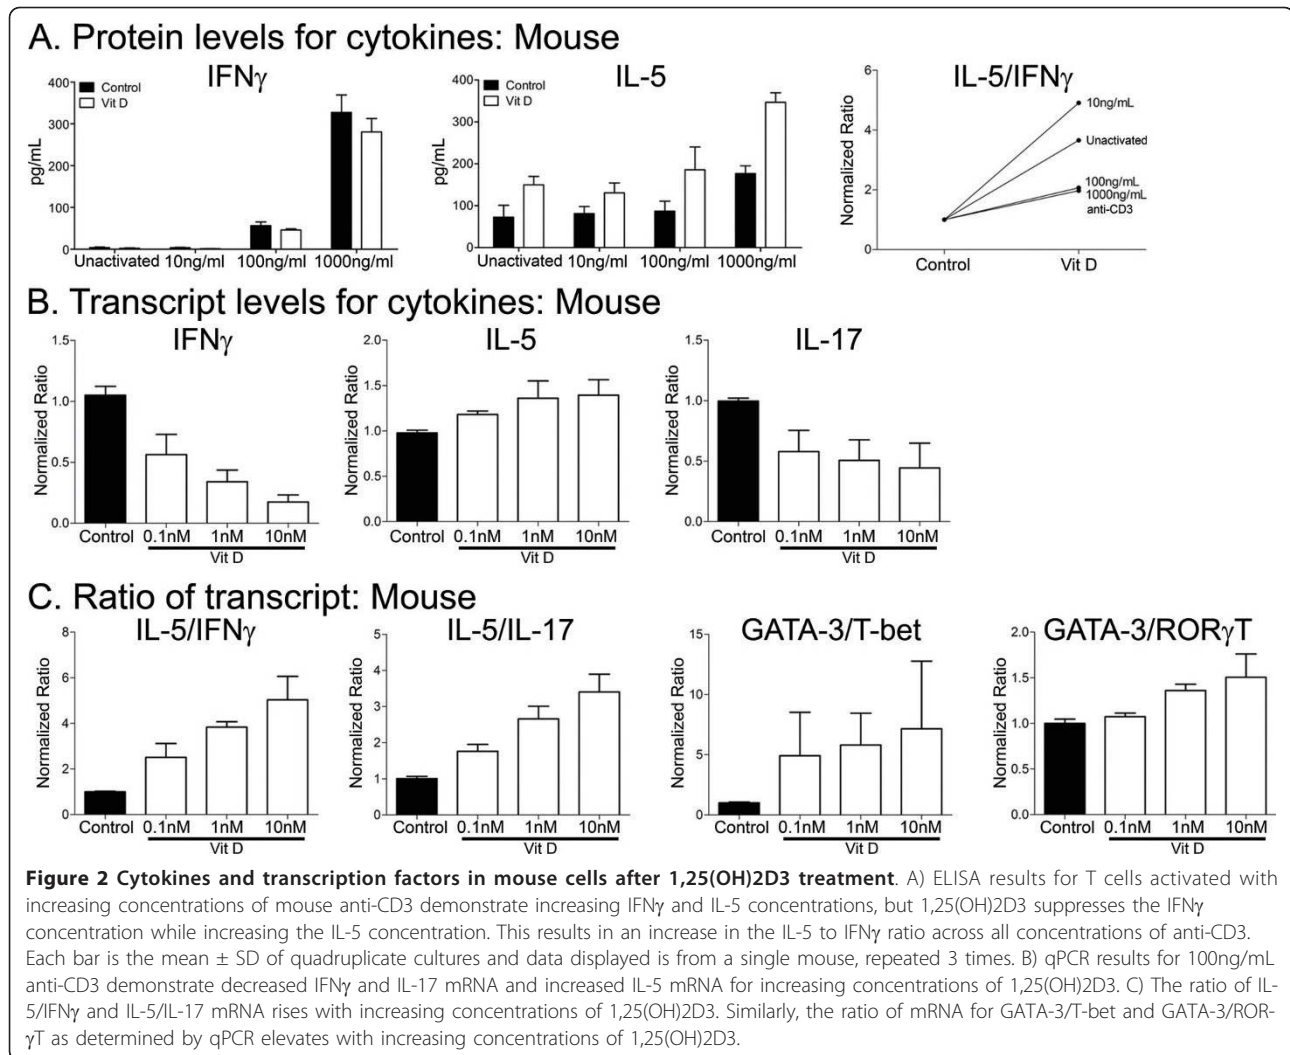 A. Protein levels for cytokines: Mouse
IFNγ
400
300
200
100
0
pg/mL
Control
Vit D
Unactivated 10ng/ml 100ng/ml 1000ng/ml
IL-5
400
300
200
100
0
pg/mL
Control
Vit D
Unactivated 10ng/ml 100ng/ml 1000ng/ml
IL-5/IFNγ
6
4
2
0
Normalized Ratio
10ng/mL
Unactivated
100ng/mL
1000ng/mL
anti-CD3
Control Vit D
B. Transcript levels for cytokines: Mouse
IFNγ
1.5
1.0
0.5
0.0
Normalized Ratio
Control 0.1nM 1nM 10nM
Vit D
IL-5
2.0
1.5
1.0
0.5
0.0
Normalized Ratio
Control 0.1nM 1nM 10nM
Vit D
IL-17
1.5
1.0
0.5
0.0
Normalized Ratio
Control 0.1nM 1nM 10nM
Vit D
C. Ratio of transcript: Mouse
IL-5/IFNγ
8
6
4
2
0
Normalized Ratio
Control 0.1nM 1nM 10nM
Vit D
IL-5/IL-17
5
4
3
2
1
0
Normalized Ratio
Control 0.1nM 1nM 10nM
Vit D
GATA-3/T-bet
15
10
5
0
Normalized Ratio
Control 0.1nM 1nM 10nM
Vit D
GATA-3/RORγT
2.0
1.5
1.0
0.5
0.0
Normalized Ratio
Control 0.1nM 1nM 10nM
Vit D
Figure 2 Cytokines and transcription factors in mouse cells after 1,25(OH)2D3 treatment. A) ELISA results for T cells activated with
increasing concentrations of mouse anti-CD3 demonstrate increasing IFNγ and IL-5 concentrations, but 1,25(OH)2D3 suppresses the IFNγ
concentration while increasing the IL-5 concentration. This results in an increase in the IL-5 to IFNγ ratio across all concentrations of anti-CD3.
Each bar is the mean ± SD of quadruplicate cultures and data displayed is from a single mouse, repeated 3 times. B) qPCR results for 100ng/mL
anti-CD3 demonstrate decreased IFNγ and IL-17 mRNA and increased IL-5 mRNA for increasing concentrations of 1,25(OH)2D3. C) The ratio of IL-
5/IFNγ and IL-5/IL-17 mRNA rises with increasing concentrations of 1,25(OH)2D3. Similarly, the ratio of mRNA for GATA-3/T-bet and GATA-3/ROR-
γT as determined by qPCR elevates with increasing concentrations of 1,25(OH)2D3.